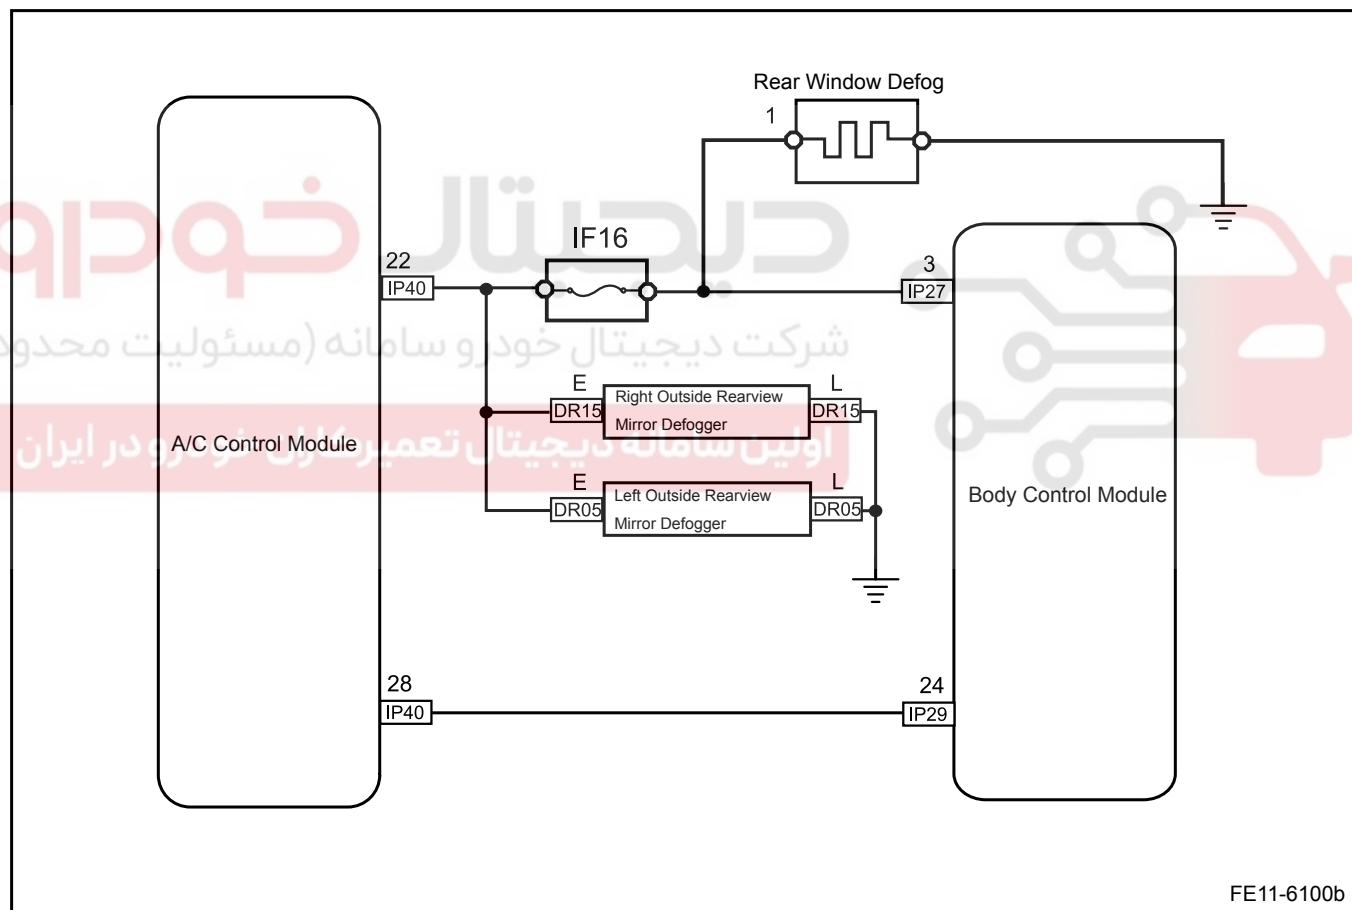 Rear Window Defog
1
دیجیتال خودرو
IF16
22
IP40
3
IP27
شرکت دیجیتال خودرو سامانه (مسئولیت محدود
E
DR15
Right Outside Rearview
Mirror Defogger
L
DR15
A/C Control Module
اولین سامانه دیجیتال تعمیرکاران خودرو در ایران
E
DR05
Left Outside Rearview
Mirror Defogger
L
DR05
Body Control Module
28
IP40
24
IP29
FE11-6100b